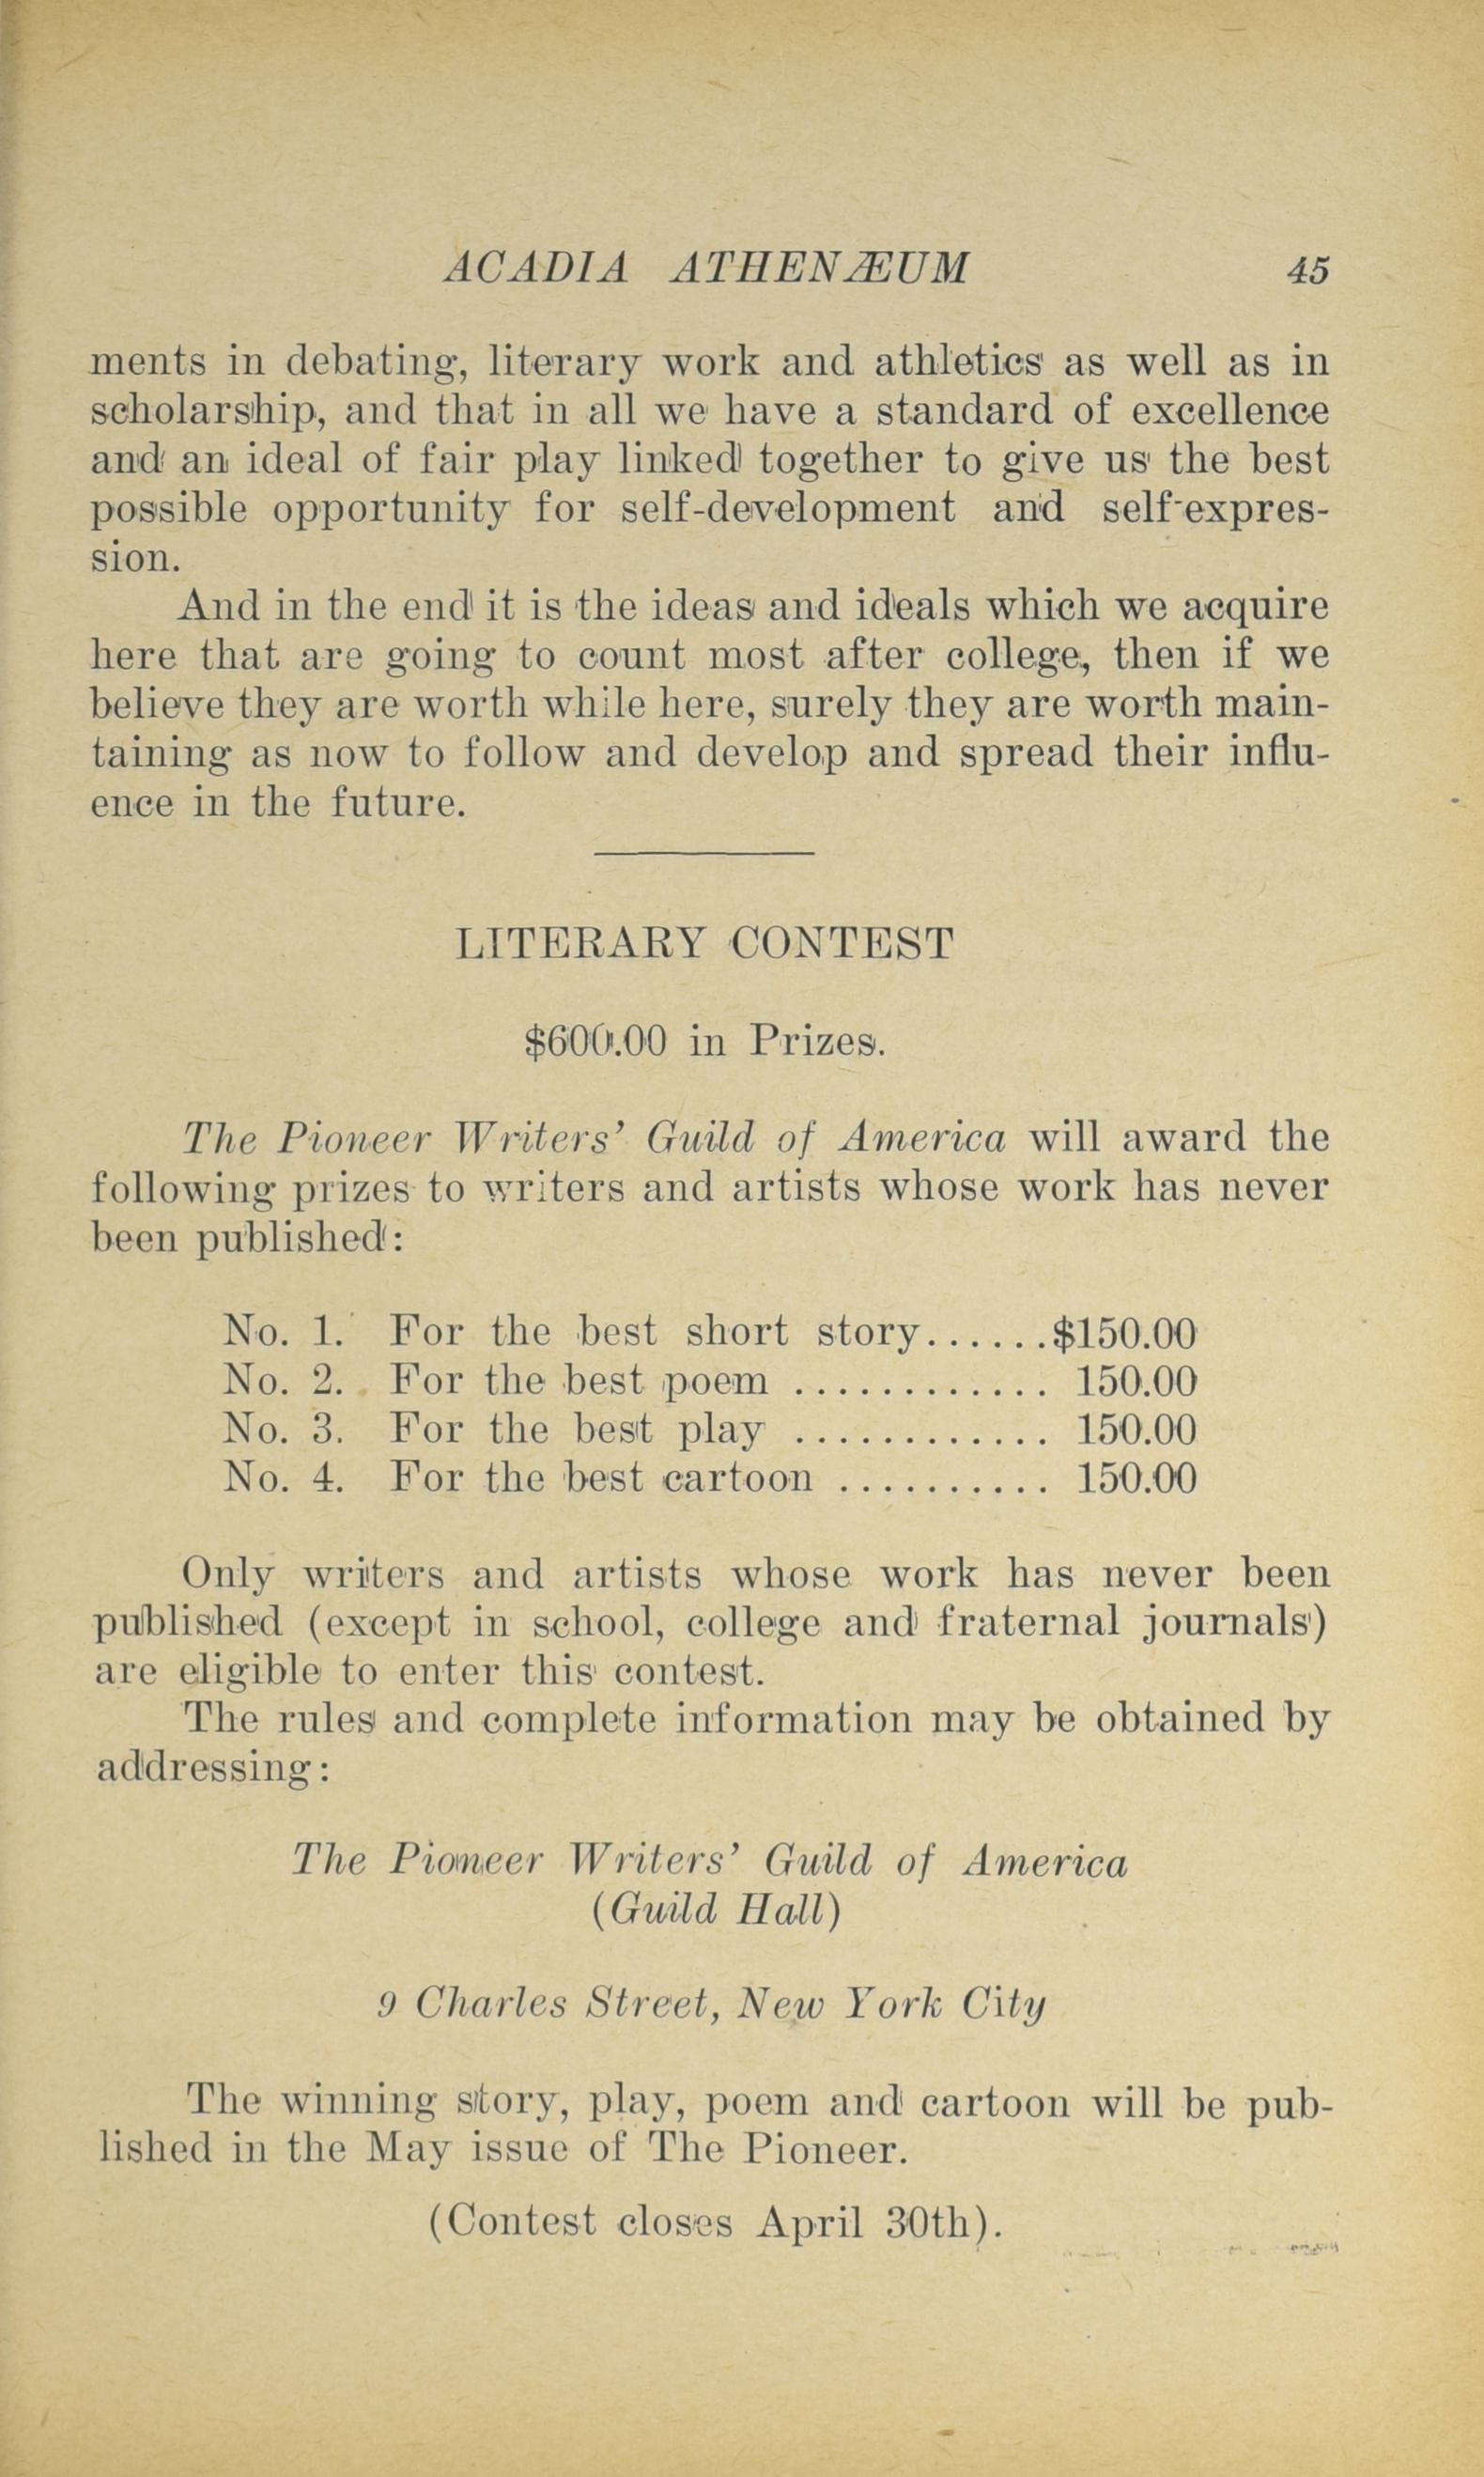 ACADIA ATHENÆUM 45
ments in debating, literary work and athletics as well as in
scholarship, and that in all we have a standard of excellence
and an ideal of fair play linked together to give us the best
possible opportunity for self-development and self-expres-
sion.
And in the end it is the ideas and ideals which we acquire
here that are going to count most after college, then if we
believe they are worth while here, surely they are worth main-
taining as now to follow and develop and spread their influ-
ence in the future.
LITERARY CONTEST
$600.00 in Prizes.
The Pioneer Writers' Guild of America will award the
following prizes to writers and artists whose work has never
been published:
No. 1. For the best short story......$150.00
No. 2. For the best poem ............ 150.00
No. 3. For the best play ............ 150.00
No. 4. For the best cartoon .......... 150.00
Only writers and artists whose work has never been
published (except in school, college and fraternal journals)
are eligible to enter this contest.
The rules and complete information may be obtained by
addressing:
The Pioneer Writers' Guild of America
(Guild Hall)
9 Charles Street, New York City
The winning story, play, poem and cartoon will be pub-
lished in the May issue of The Pioneer.
(Contest closes April 30th).